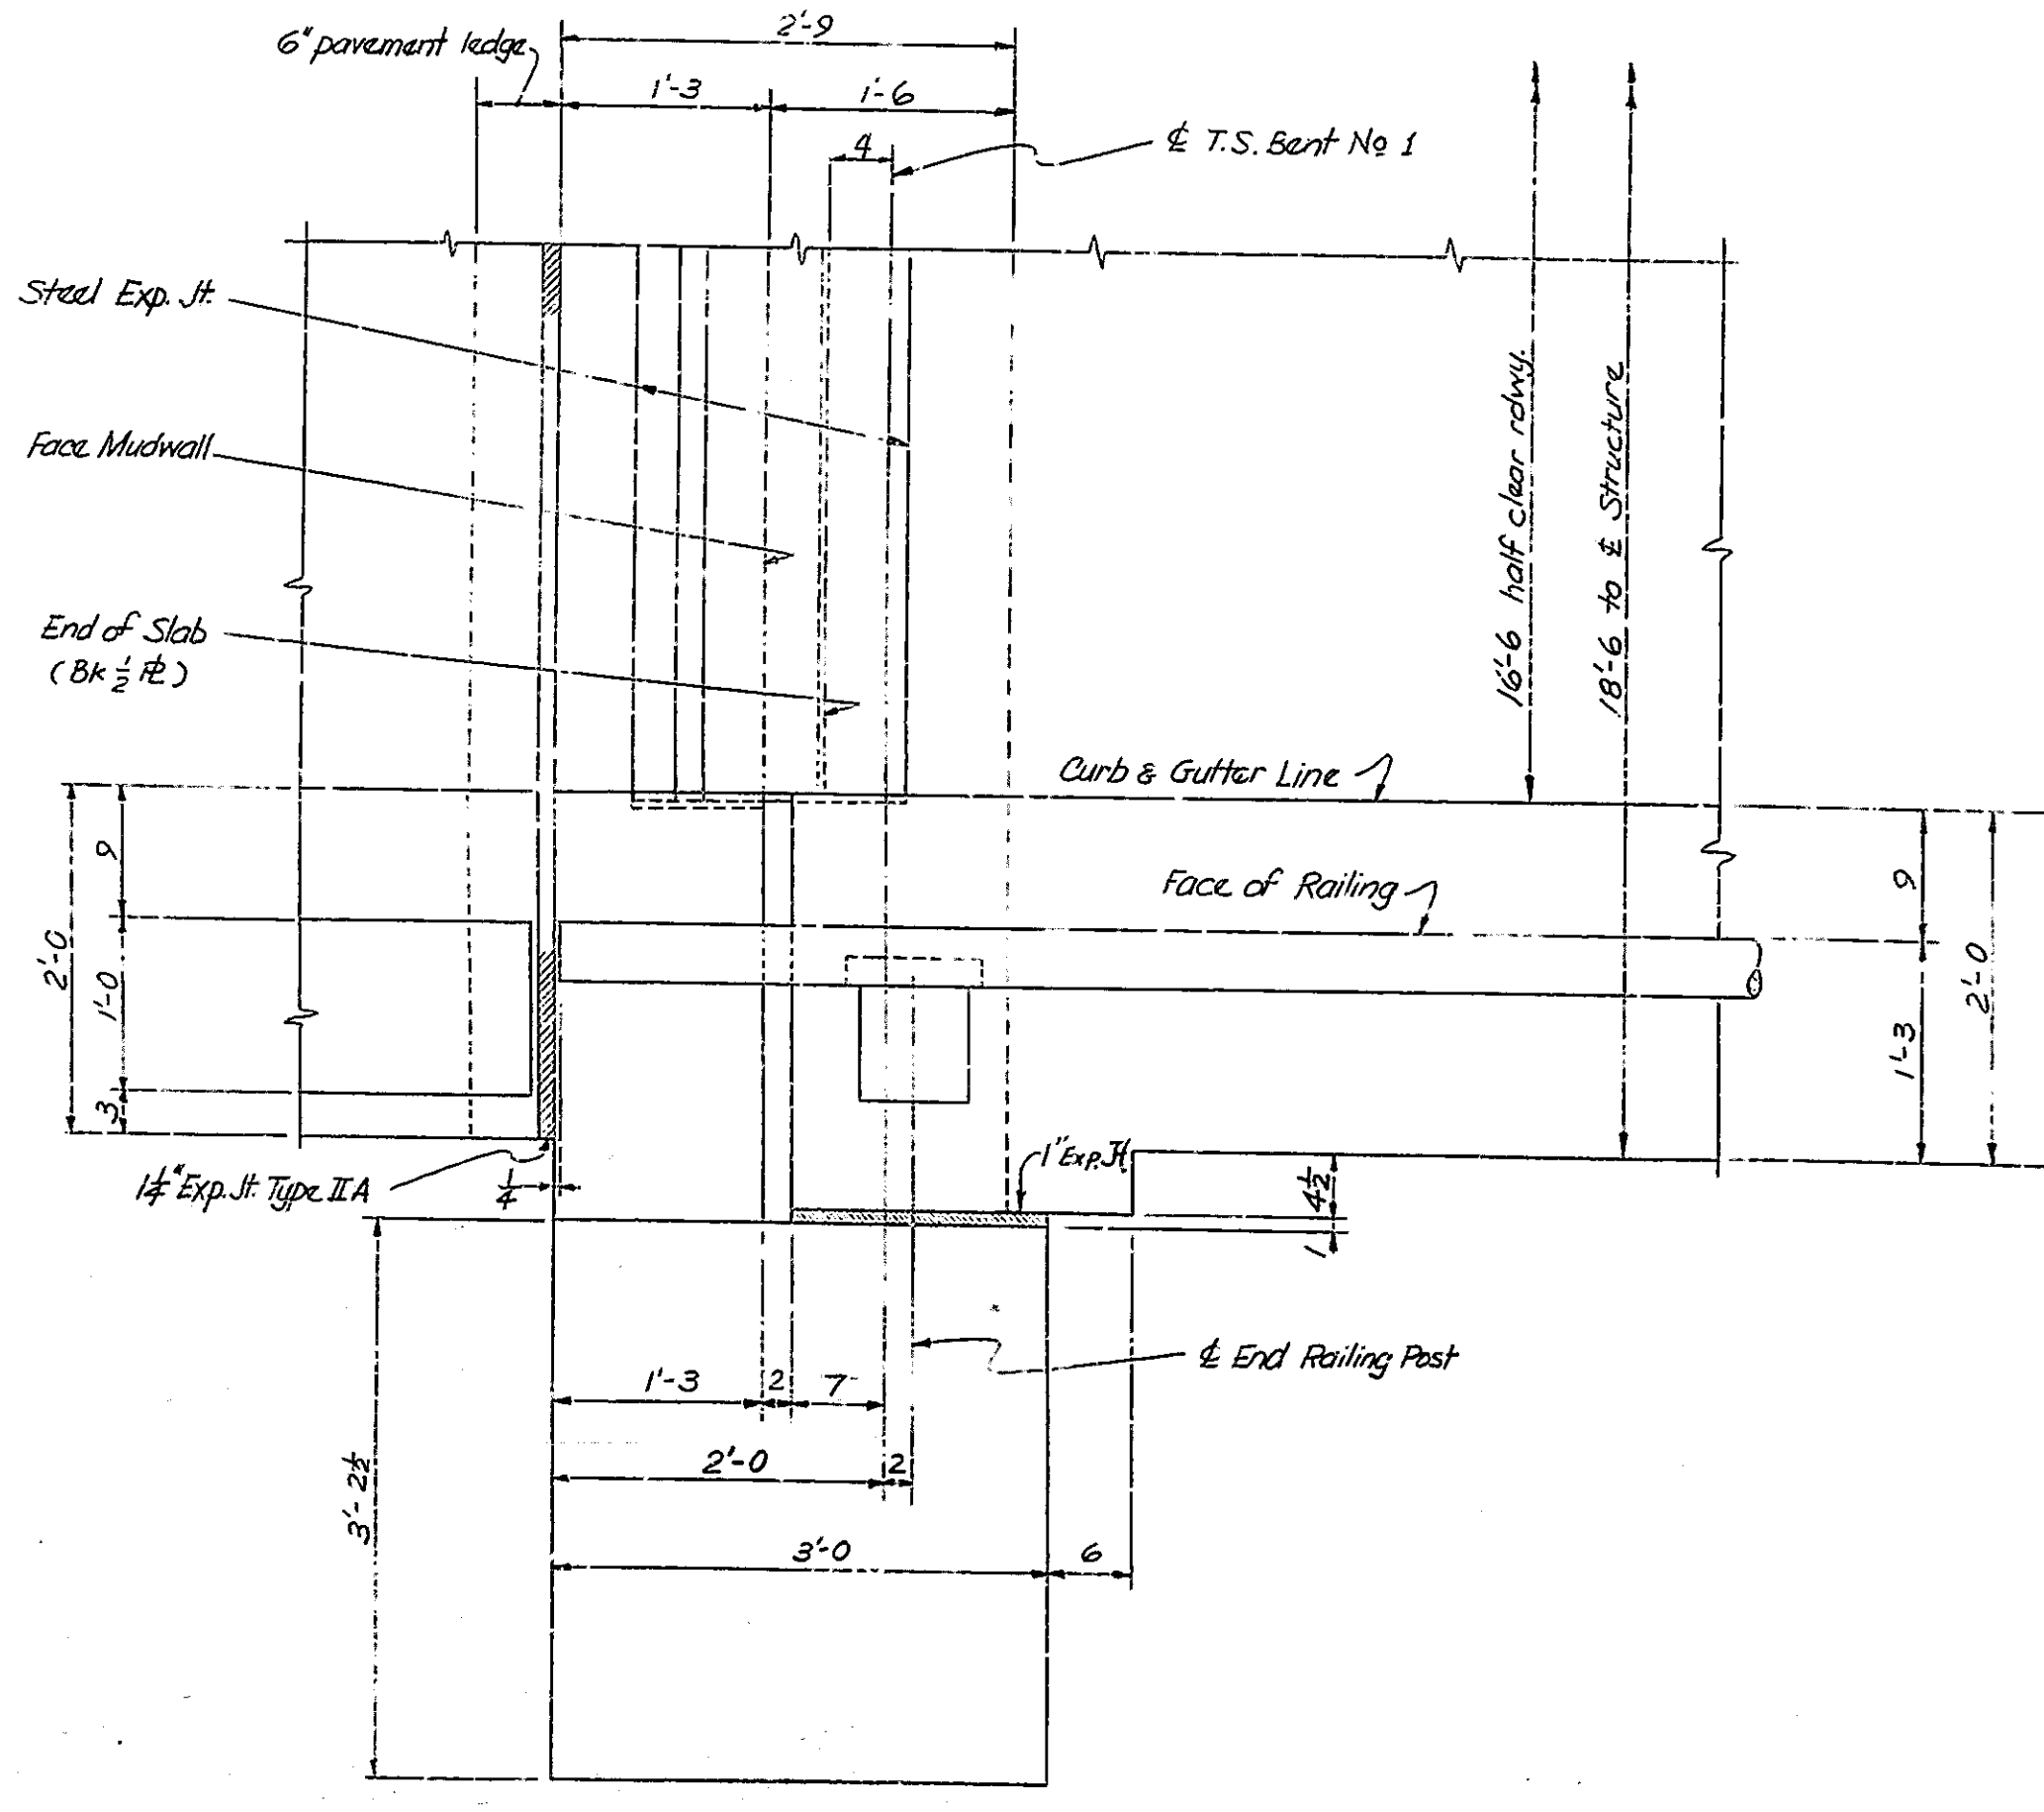 2'-9
6" pavement ledge
1'-3
1'-6
4
℄ T.S. Bent No 1
Steel Exp. Jt.
Face Mudwall
End of Slab
(Bk ½ ℞)
16'-6 half clear rdwy.
18'-6 to ℄ Structure
Curb & Gutter Line
Face of Railing
9
1'-0
3
2'-0
9
1'-3
2'-0
1¼" Exp. Jt. Type II A
¼
1" Exp. Jt.
4½
1
℄ End Railing Post
1'-3
2
7
2'-0
2
3'-0
6
3'-2½